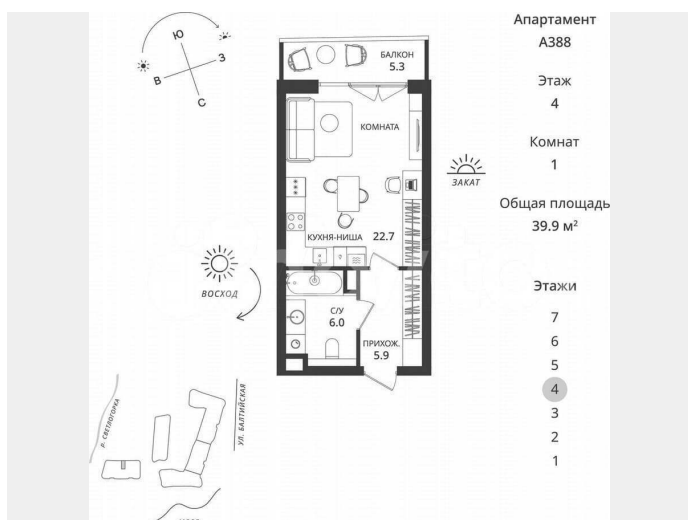 Апартамент
А388
Этаж
4
Комнат
1
Общая площадь
39.9 м²
Этажи
7
6
5
4
3
2
1
Ю
З
В
С
БАЛКОН
5.3
КОМНАТА
КУХНЯ-НИША 22.7
С/У
6.0
ПРИХОЖ.
5.9
ЗАКАТ
ВОСХОД
Р. СВЕТЛОГОРКА
УЛ. БАЛТИЙСКАЯ